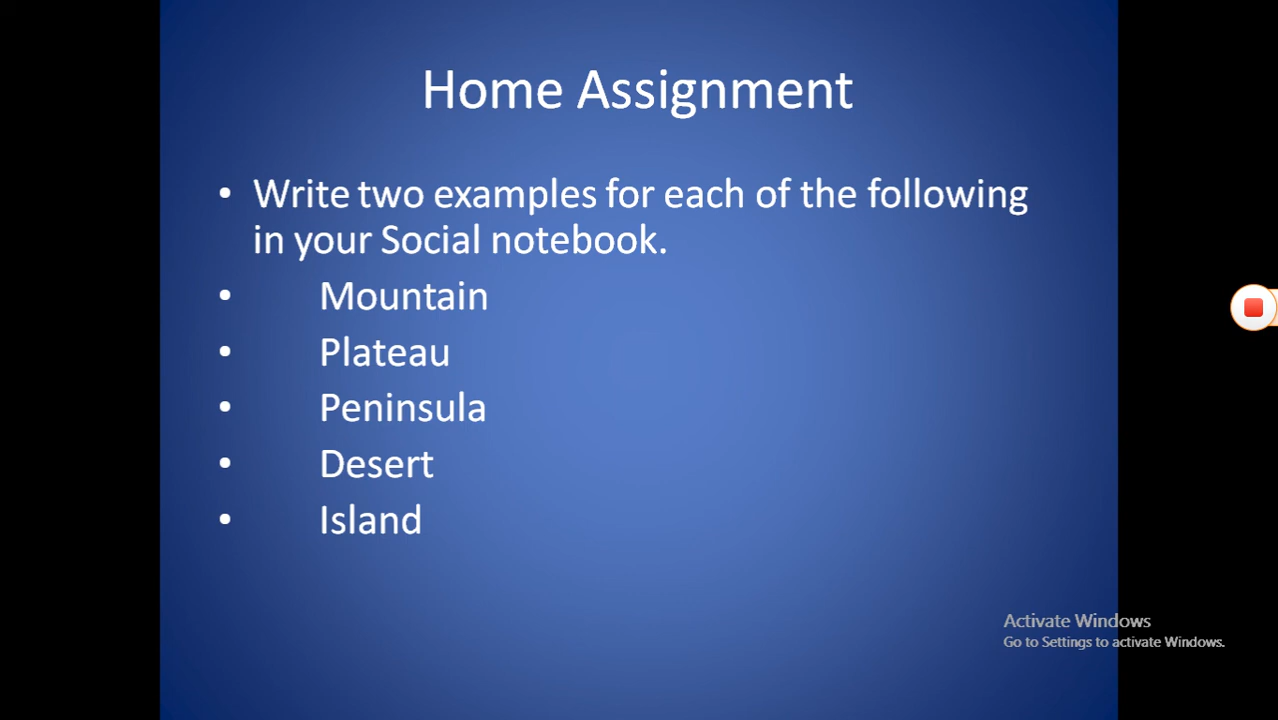 Home Assignment
• Write two examples for each of the following
in your Social notebook.
• Mountain
• Plateau
• Peninsula
• Desert
• Island
Activate Windows
Go to Settings to activate Windows.